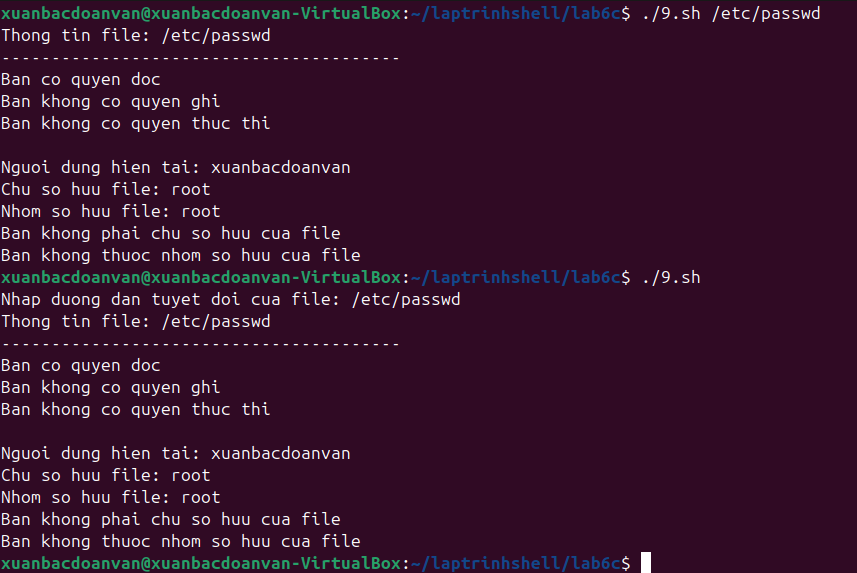 xuanbacdoanvan@xuanbacdoanvan-VirtualBox:~/laptrinhshell/lab6c$ ./9.sh /etc/passwd
Thong tin file: /etc/passwd
----------------------------------------
Ban co quyen doc
Ban khong co quyen ghi
Ban khong co quyen thuc thi

Nguoi dung hien tai: xuanbacdoanvan
Chu so huu file: root
Nhom so huu file: root
Ban khong phai chu so huu cua file
Ban khong thuoc nhom so huu cua file
xuanbacdoanvan@xuanbacdoanvan-VirtualBox:~/laptrinhshell/lab6c$ ./9.sh
Nhap duong dan tuyet doi cua file: /etc/passwd
Thong tin file: /etc/passwd
----------------------------------------
Ban co quyen doc
Ban khong co quyen ghi
Ban khong co quyen thuc thi

Nguoi dung hien tai: xuanbacdoanvan
Chu so huu file: root
Nhom so huu file: root
Ban khong phai chu so huu cua file
Ban khong thuoc nhom so huu cua file
xuanbacdoanvan@xuanbacdoanvan-VirtualBox:~/laptrinhshell/lab6c$